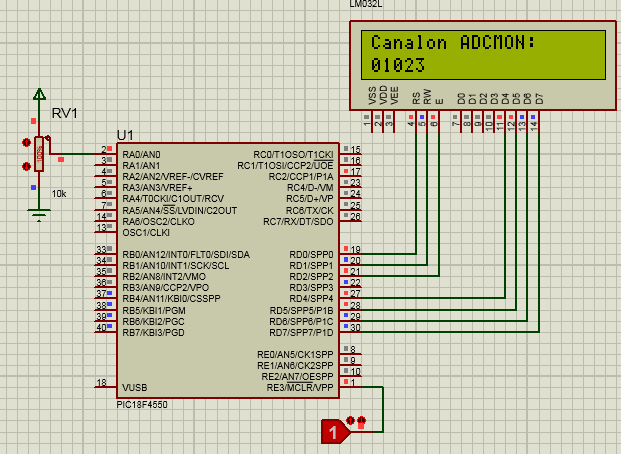 LM032L
Canalon ADCMON:
01023
VSS
VDD
VEE
RS
RW
E
D0
D1
D2
D3
D4
D5
D6
D7
1
2
3
4
5
6
7
8
9
10
11
12
13
14
RV1
100%
10k
U1
2 RA0/AN0
3 RA1/AN1
4 RA2/AN2/VREF-/CVREF
5 RA3/AN3/VREF+
6 RA4/T0CKI/C1OUT/RCV
7 RA5/AN4/SS/LVDIN/C2OUT
14 RA6/OSC2/CLKO
13 OSC1/CLKI
33 RB0/AN12/INT0/FLT0/SDI/SDA
34 RB1/AN10/INT1/SCK/SCL
35 RB2/AN8/INT2/VMO
36 RB3/AN9/CCP2/VPO
37 RB4/AN11/KBI0/CSSPP
38 RB5/KBI1/PGM
39 RB6/KBI2/PGC
40 RB7/KBI3/PGD
18 VUSB
RC0/T1OSO/T1CKI 15
RC1/T1OSI/CCP2/UOE 16
RC2/CCP1/P1A 17
RC4/D-/VM 23
RC5/D+/VP 24
RC6/TX/CK 25
RC7/RX/DT/SDO 26
RD0/SPP0 19
RD1/SPP1 20
RD2/SPP2 21
RD3/SPP3 22
RD4/SPP4 27
RD5/SPP5/P1B 28
RD6/SPP6/P1C 29
RD7/SPP7/P1D 30
RE0/AN5/CK1SPP 8
RE1/AN6/CK2SPP 9
RE2/AN7/OESPP 10
RE3/MCLR/VPP 1
PIC18F4550
1